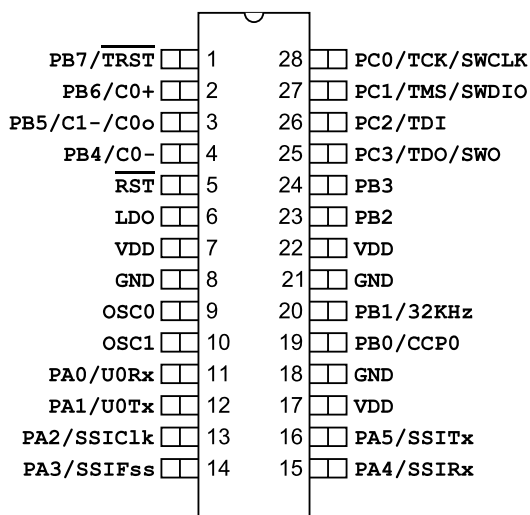 PB7/TRST 1 28 PC0/TCK/SWCLK
PB6/C0+ 2 27 PC1/TMS/SWDIO
PB5/C1-/C0o 3 26 PC2/TDI
PB4/C0- 4 25 PC3/TDO/SWO
RST 5 24 PB3
LDO 6 23 PB2
VDD 7 22 VDD
GND 8 21 GND
OSC0 9 20 PB1/32KHz
OSC1 10 19 PB0/CCP0
PA0/U0Rx 11 18 GND
PA1/U0Tx 12 17 VDD
PA2/SSIClk 13 16 PA5/SSITx
PA3/SSIFss 14 15 PA4/SSIRx